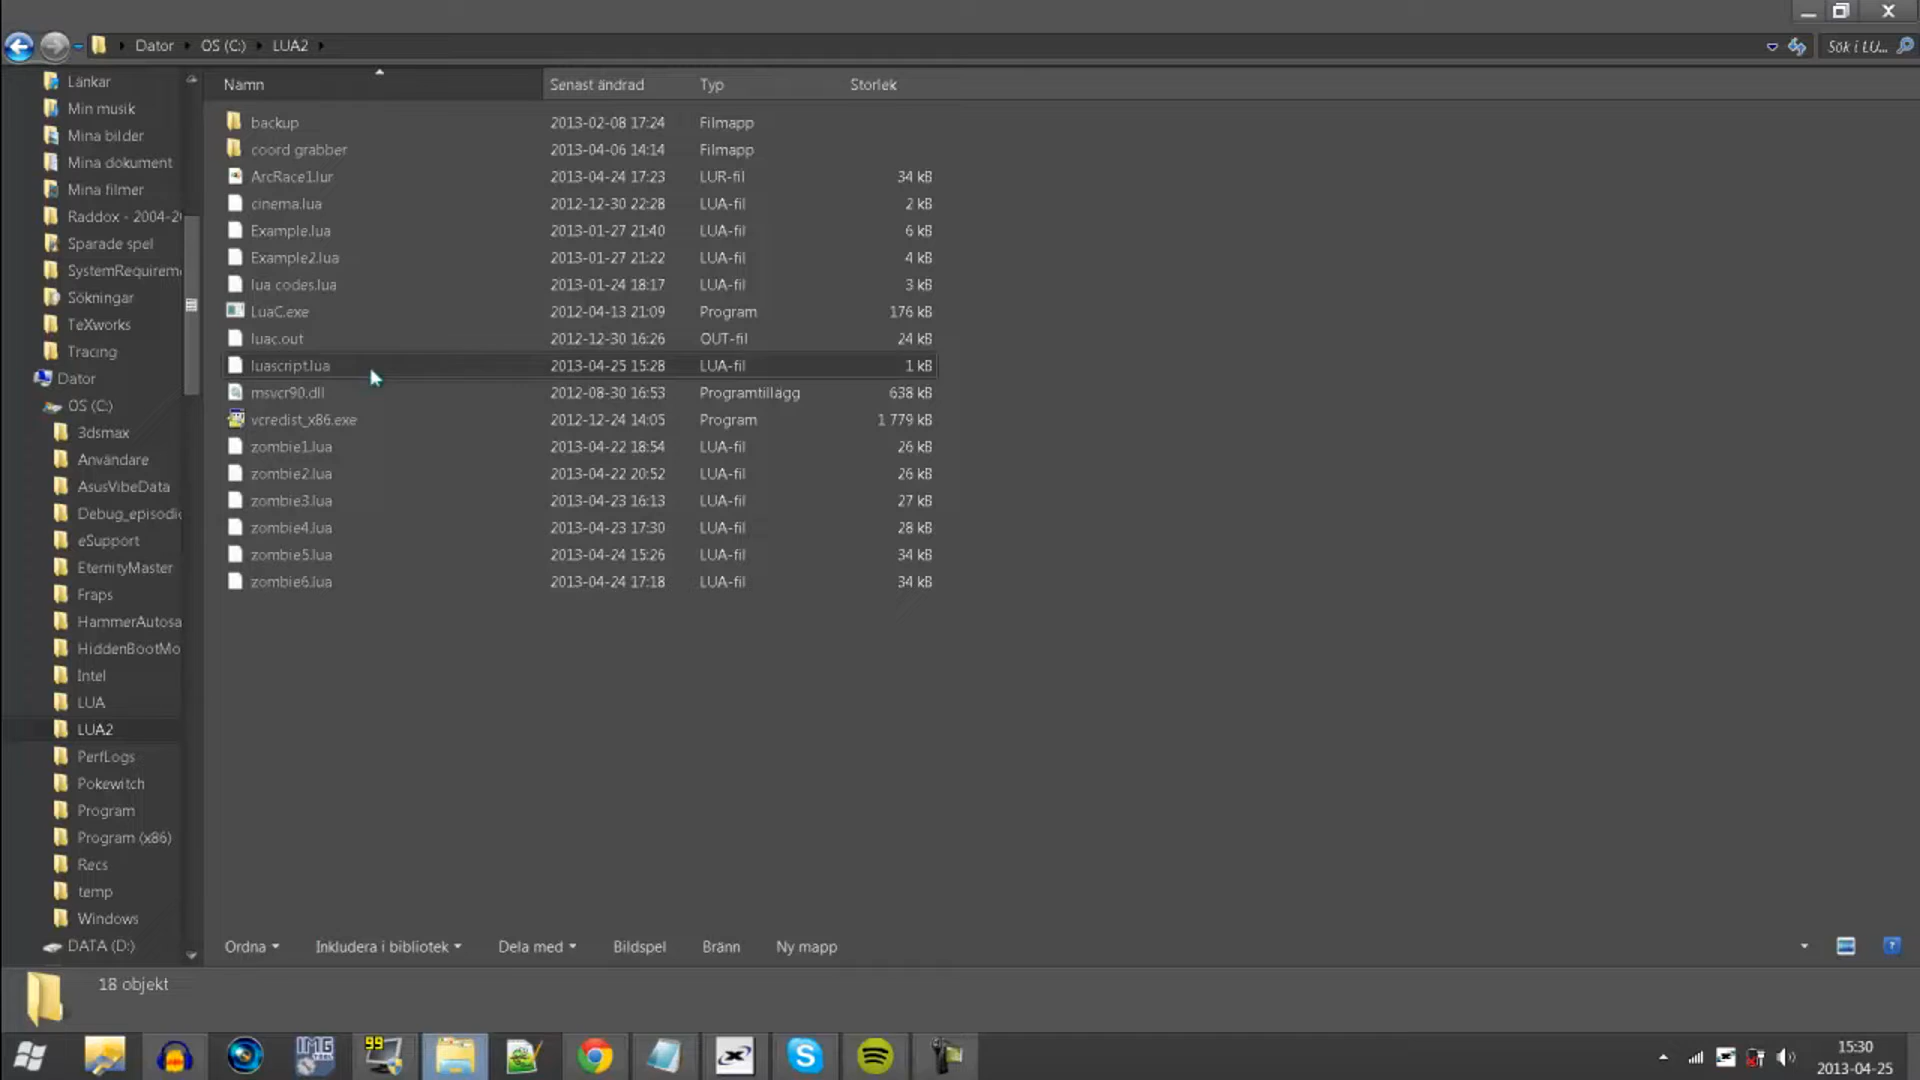 Dator OS (C:) LUA2 Sök i LU...
Länkar
Min musik
Mina bilder
Mina dokument
Mina filmer
Raddox - 2004-2
Sparade spel
SystemRequirem
Sökningar
TeXworks
Tracing
Dator
OS (C:)
3dsmax
Användare
AsusVibeData
Debug_episodic
eSupport
EternityMaster
Fraps
HammerAutosa
HiddenBootMo
Intel
LUA
LUA2
PerfLogs
Pokewitch
Program
Program (x86)
Recs
temp
Windows
DATA (D:)
Namn Senast ändrad Typ Storlek
backup 2013-02-08 17:24 Filmapp
coord grabber 2013-04-06 14:14 Filmapp
ArcRace1.lur 2013-04-24 17:23 LUR-fil 34 kB
cinema.lua 2012-12-30 22:28 LUA-fil 2 kB
Example.lua 2013-01-27 21:40 LUA-fil 6 kB
Example2.lua 2013-01-27 21:22 LUA-fil 4 kB
lua codes.lua 2013-01-24 18:17 LUA-fil 3 kB
LuaC.exe 2012-04-13 21:09 Program 176 kB
luac.out 2012-12-30 16:26 OUT-fil 24 kB
luascript.lua 2013-04-25 15:28 LUA-fil 1 kB
msvcr90.dll 2012-08-30 16:53 Programtillägg 638 kB
vcredist_x86.exe 2012-12-24 14:05 Program 1 779 kB
zombie1.lua 2013-04-22 18:54 LUA-fil 26 kB
zombie2.lua 2013-04-22 20:52 LUA-fil 26 kB
zombie3.lua 2013-04-23 16:13 LUA-fil 27 kB
zombie4.lua 2013-04-23 17:30 LUA-fil 28 kB
zombie5.lua 2013-04-24 15:26 LUA-fil 34 kB
zombie6.lua 2013-04-24 17:18 LUA-fil 34 kB
Ordna Inkludera i bibliotek Dela med Bildspel Bränn Ny mapp
18 objekt
IMG
99
15:30
2013-04-25